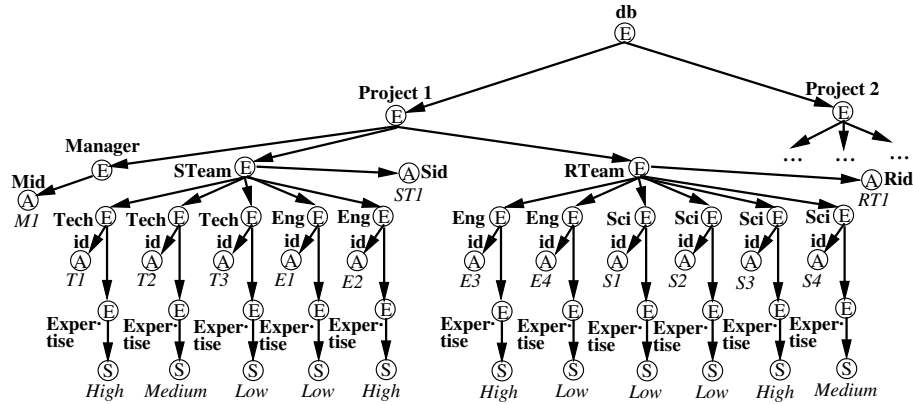 db
E
Project 1
E
Project 2
E
Manager
E
STeam E
A Sid
ST1
RTeam E
... ... ...
A Rid
RT1
Mid
A
M1
Tech E Tech E Tech E Eng E Eng E Eng E Eng E Sci E Sci E Sci E Sci E
id id id id id id id id id id id
A A A A A A A A A A A
T1 T2 T3 E1 E2 E3 E4 S1 S2 S3 S4
E E E E E E E E E E E
Exper- Exper- Exper- Exper- Exper- Exper- Exper- Exper- Exper- Exper- Exper-
tise tise tise tise tise tise tise tise tise tise tise
S S S S S S S S S S S
High Medium Low Low High High Low Low Low High Medium